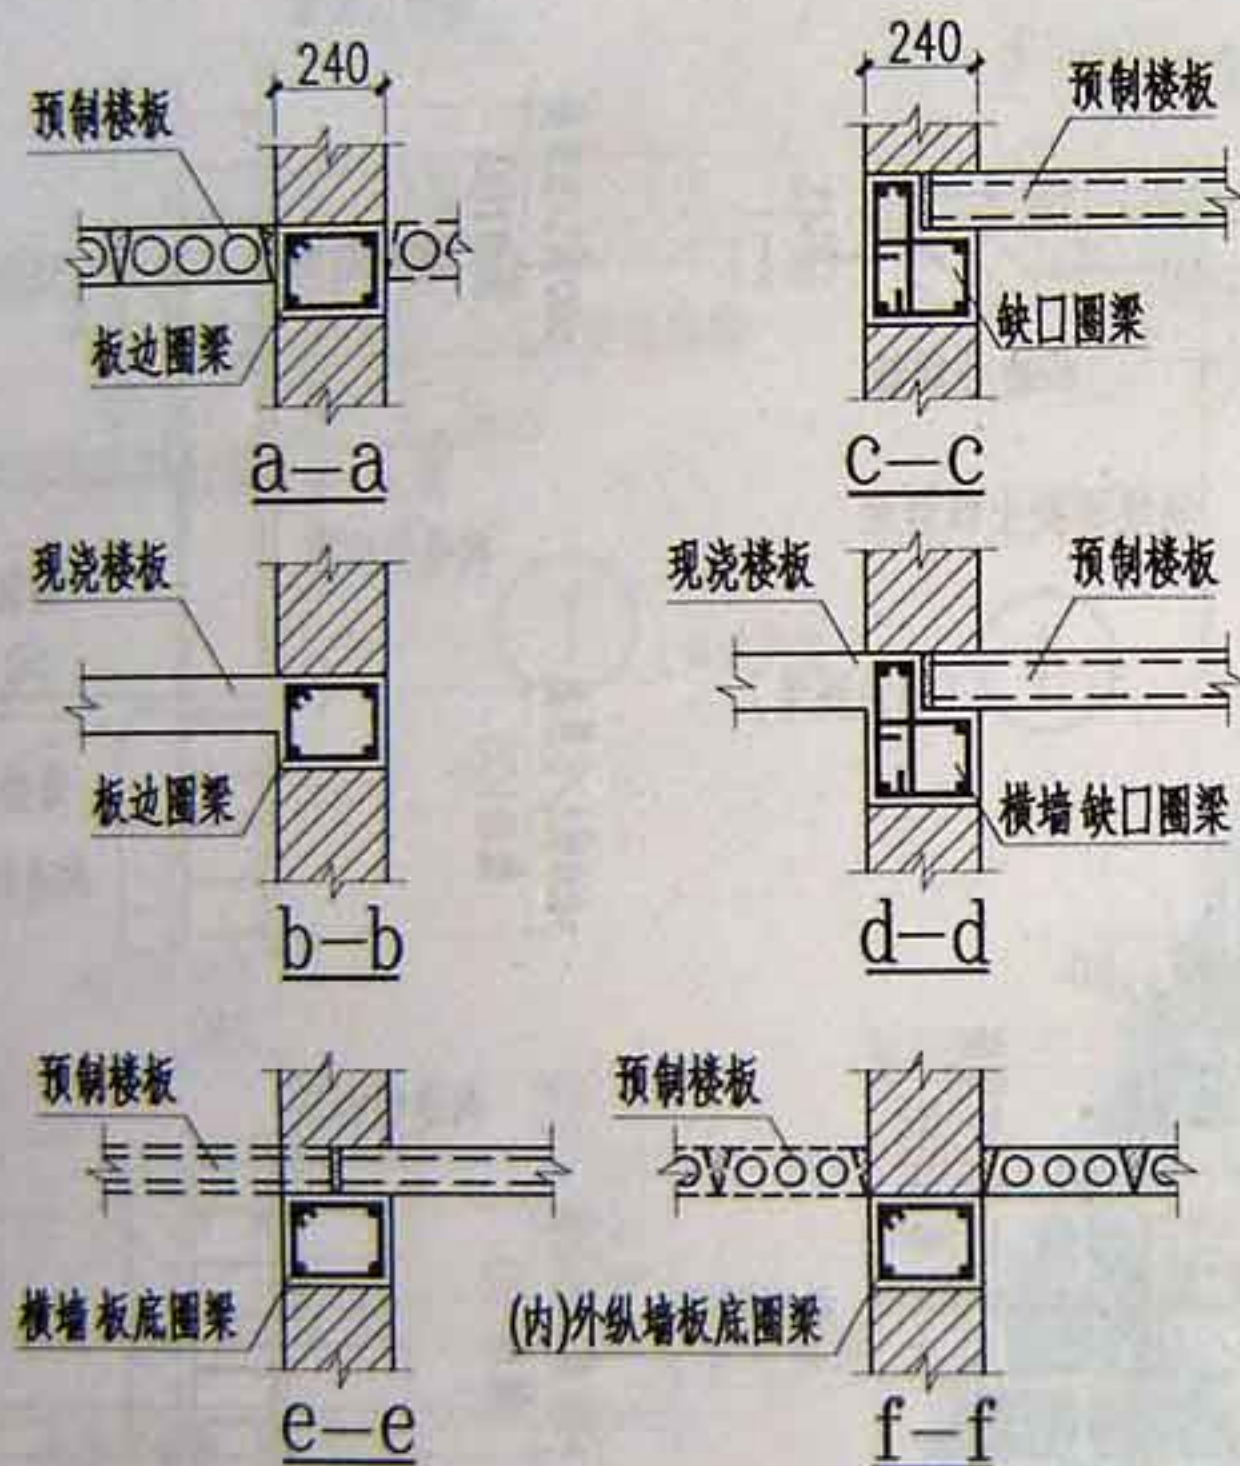 240
预制楼板
板边圈梁
a—a
240
预制楼板
缺口圈梁
c—c
现浇楼板
板边圈梁
b—b
现浇楼板
预制楼板
横墙缺口圈梁
d—d
预制楼板
横墙板底圈梁
e—e
预制楼板
(内)外纵墙板底圈梁
f—f